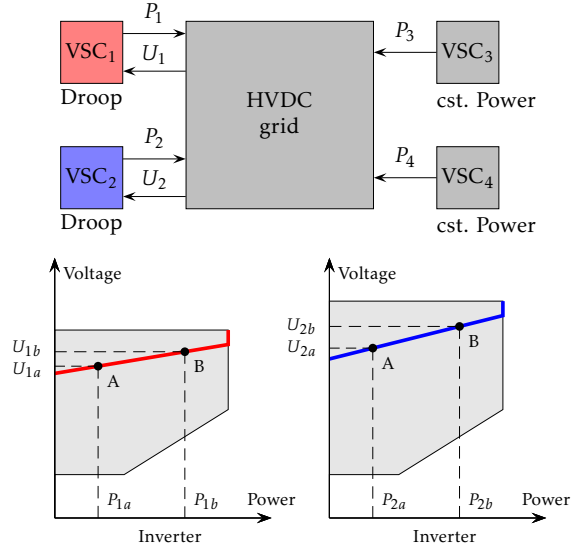 VSC₁
Droop
P₁
U₁
HVDC
grid
P₃
VSC₃
cst. Power
VSC₂
Droop
P₂
U₂
P₄
VSC₄
cst. Power
Voltage
U₁b
U₁a
A
B
P₁a
P₁b
Power
Inverter
Voltage
U₂b
U₂a
A
B
P₂a
P₂b
Power
Inverter